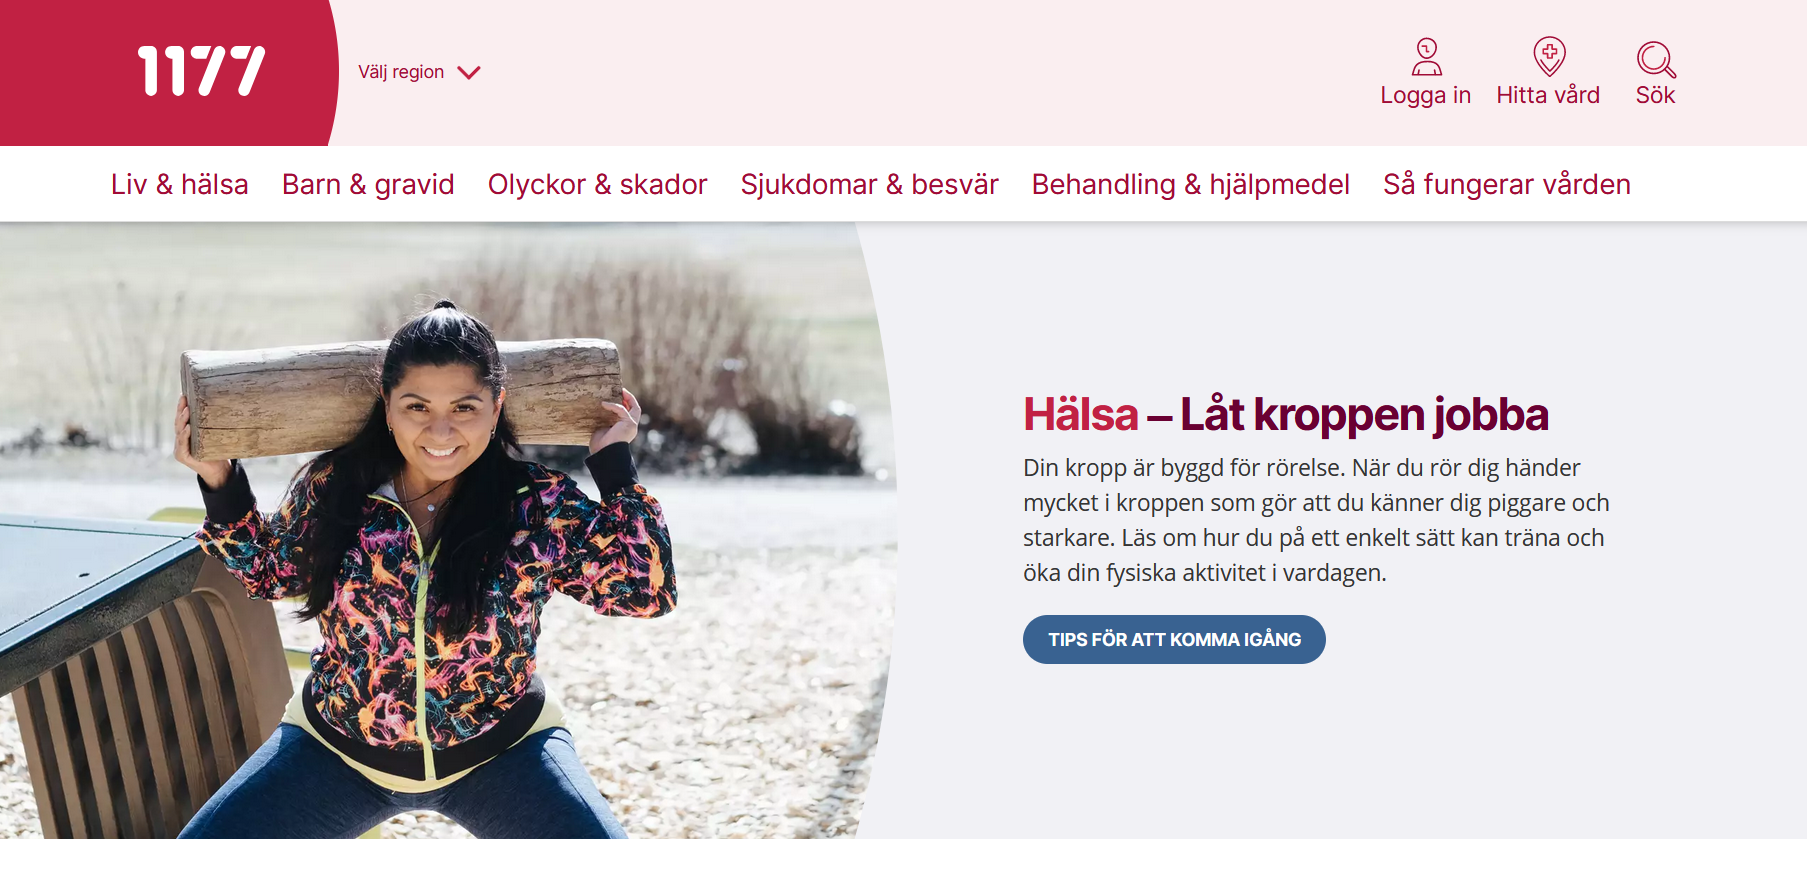 1177
Välj region
Logga in
Hitta vård
Sök
Liv & hälsa
Barn & gravid
Olyckor & skador
Sjukdomar & besvär
Behandling & hjälpmedel
Så fungerar vården
Hälsa – Låt kroppen jobba
Din kropp är byggd för rörelse. När du rör dig händer
mycket i kroppen som gör att du känner dig piggare och
starkare. Läs om hur du på ett enkelt sätt kan träna och
öka din fysiska aktivitet i vardagen.
TIPS FÖR ATT KOMMA IGÅNG